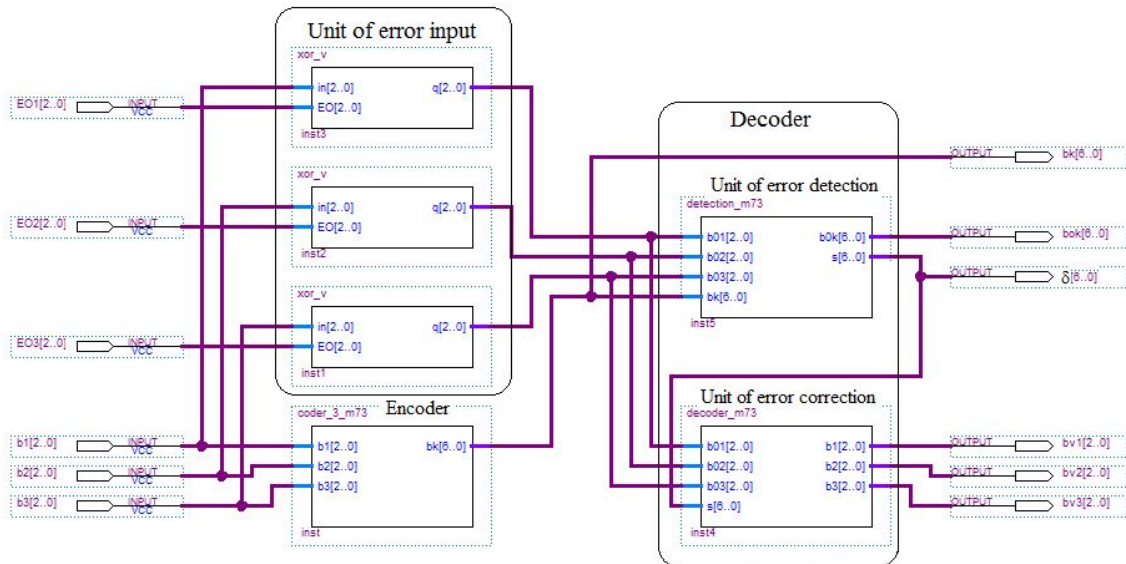 Unit of error input
xor_v
in[2..0] q[2..0]
EO[2..0]
inst3
EO1[2..0] INPUT
VCC
xor_v
in[2..0] q[2..0]
EO[2..0]
inst2
EO2[2..0] INPUT
VCC
xor_v
in[2..0] q[2..0]
EO[2..0]
inst1
EO3[2..0] INPUT
VCC
coder_3_m73 Encoder
b1[2..0] bk[6..0]
b2[2..0]
b3[2..0]
inst
b1[2..0] INPUT
VCC
b2[2..0] INPUT
VCC
b3[2..0] INPUT
VCC
Decoder
Unit of error detection
detection_m73
b01[2..0] b0k[6..0]
b02[2..0] s[6..0]
b03[2..0]
bk[6..0]
inst5
Unit of error correction
decoder_m73
b01[2..0] b1[2..0]
b02[2..0] b2[2..0]
b03[2..0] b3[2..0]
s[6..0]
inst4
OUTPUT bk[6..0]
OUTPUT bok[6..0]
OUTPUT δ[6..0]
OUTPUT bv1[2..0]
OUTPUT bv2[2..0]
OUTPUT bv3[2..0]